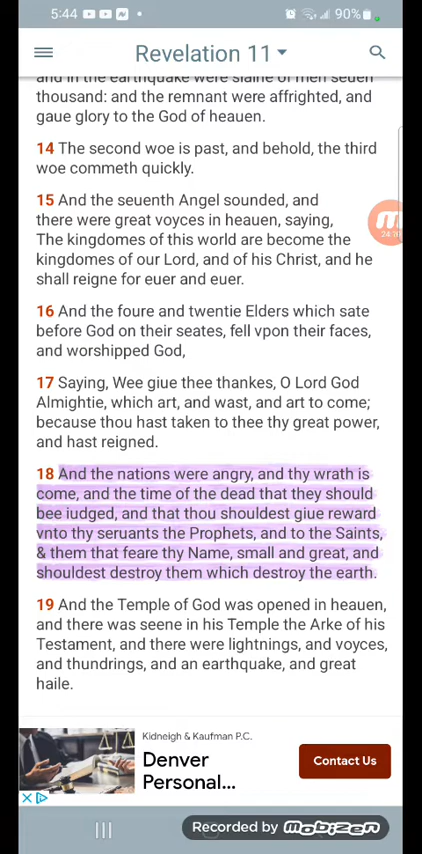 5:44 90%
Revelation 11
and in the earthquake were slaine of men seuen
thousand: and the remnant were affrighted, and
gaue glory to the God of heauen.
14 The second woe is past, and behold, the third
woe commeth quickly.
15 And the seuenth Angel sounded, and
there were great voyces in heauen, saying,
The kingdomes of this world are become the
kingdomes of our Lord, and of his Christ, and he
shall reigne for euer and euer.
16 And the foure and twentie Elders which sate
before God on their seates, fell vpon their faces,
and worshipped God,
17 Saying, Wee giue thee thankes, O Lord God
Almightie, which art, and wast, and art to come;
because thou hast taken to thee thy great power,
and hast reigned.
18 And the nations were angry, and thy wrath is
come, and the time of the dead that they should
bee iudged, and that thou shouldest giue reward
vnto thy seruants the Prophets, and to the Saints,
& them that feare thy Name, small and great, and
shouldest destroy them which destroy the earth.
19 And the Temple of God was opened in heauen,
and there was seene in his Temple the Arke of his
Testament, and there were lightnings, and voyces,
and thundrings, and an earthquake, and great
haile.
Kidneigh & Kaufman P.C.
Denver
Personal...
Contact Us
Recorded by mobizen